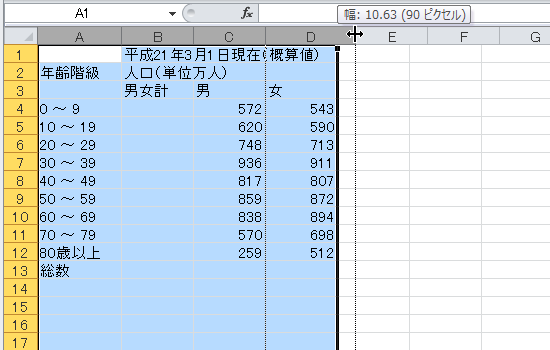 A1 fx 幅: 10.63 (90 ピクセル)
A B C D E F G
1 平成21年3月1日現在(概算値)
2 年齢階級 人口(単位万人)
3 男女計 男 女
4 0 ～ 9 572 543
5 10 ～ 19 620 590
6 20 ～ 29 748 713
7 30 ～ 39 936 911
8 40 ～ 49 817 807
9 50 ～ 59 859 872
10 60 ～ 69 838 894
11 70 ～ 79 570 698
12 80歳以上 259 512
13 総数
14
15
16
17